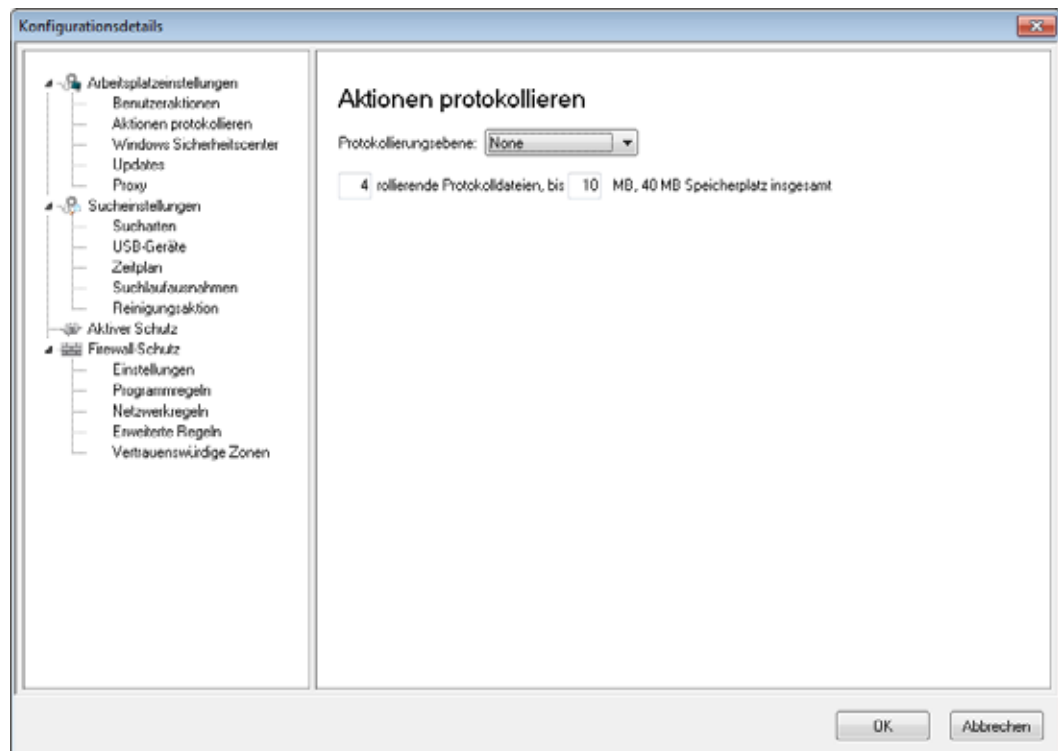 Konfigurationsdetails
Arbeitsplatzeinstellungen
Benutzeraktionen
Aktionen protokollieren
Windows Sicherheitscenter
Updates
Proxy
Sucheinstellungen
Sucharten
USB-Geräte
Zeitplan
Suchlaufausnahmen
Reinigungsaktion
Aktiver Schutz
Firewall-Schutz
Einstellungen
Programmregeln
Netzwerkregeln
Erweiterte Regeln
Vertrauenswürdige Zonen
Aktionen protokollieren
Protokollierungsebene: None
4 rollierende Protokolldateien, bis 10 MB, 40 MB Speicherplatz insgesamt
OK Abbrechen